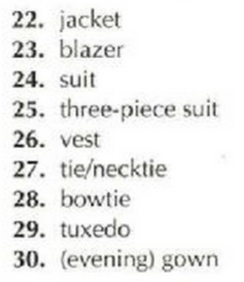 22. jacket
23. blazer
24. suit
25. three-piece suit
26. vest
27. tie/necktie
28. bowtie
29. tuxedo
30. (evening) gown